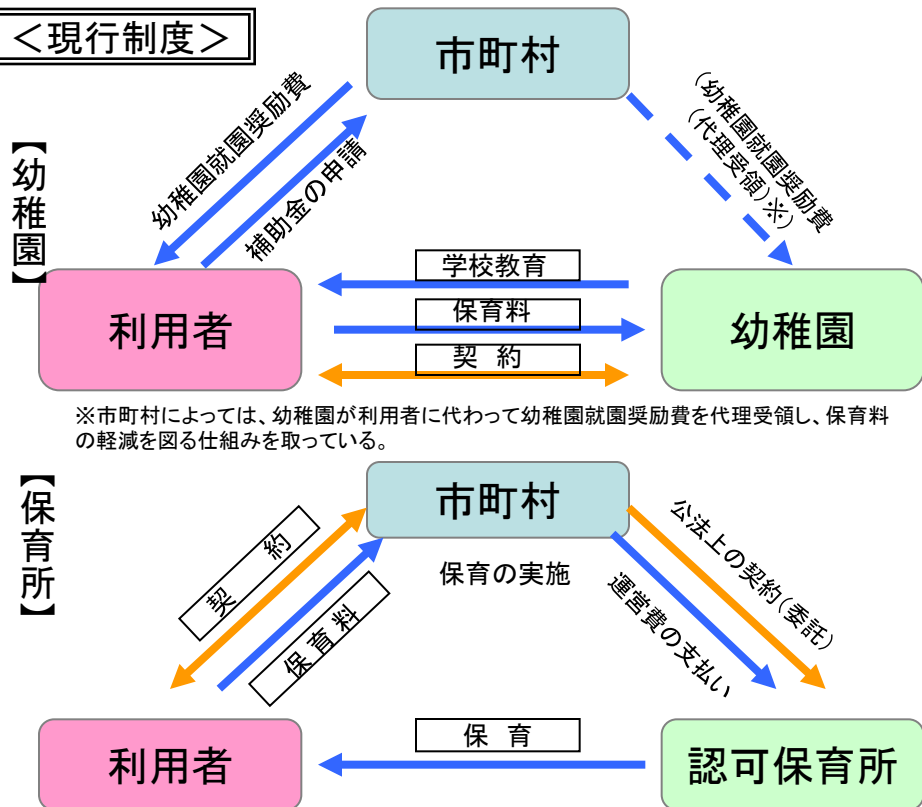 ＜現行制度＞
市町村
【幼稚園】
幼稚園就園奨励費
補助金の申請
(幼稚園就園奨励費
(代理受領)※)
利用者
学校教育
保育料
契 約
幼稚園
※市町村によっては、幼稚園が利用者に代わって幼稚園就園奨励費を代理受領し、保育料
の軽減を図る仕組みを取っている。
【保育所】
市町村
契 約
保育料
保育の実施
公法上の契約(委託)
運営費の支払い
利用者
保 育
認可保育所